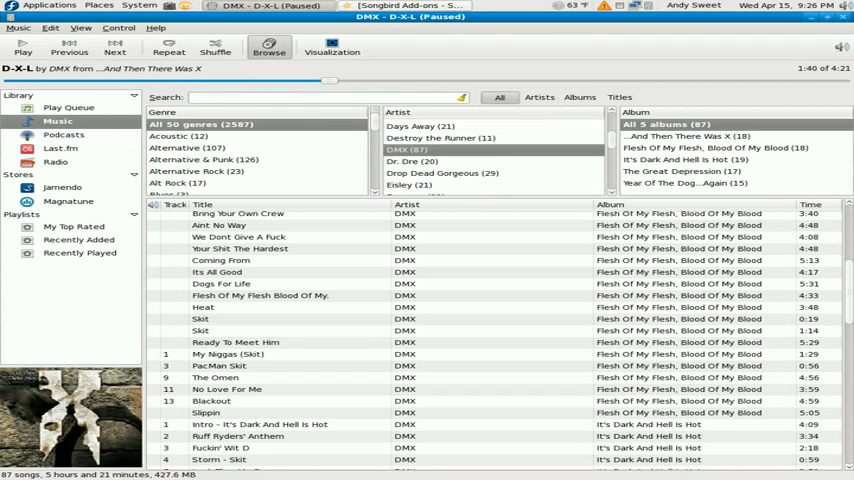 Applications Places System DMX - D-X-L (Paused) [Songbird Add-ons - S... 63 °F Andy Sweet Wed Apr 15, 9:26 PM
DMX - D-X-L (Paused)
Music Edit View Control Help
Play Previous Next Repeat Shuffle Browse Visualization
D-X-L by DMX from ...And Then There Was X 1:40 of 4:21
Library Search: All Artists Albums Titles
Play Queue
Music
Podcasts
Last.fm
Radio
Stores
Jamendo
Magnatune
Playlists
My Top Rated
Recently Added
Recently Played
Genre
All 50 genres (2587)
Acoustic (12)
Alternative (107)
Alternative & Punk (126)
Alternative Rock (23)
Alt Rock (17)
Blues (3)
Artist
Days Away (21)
Destroy the Runner (11)
DMX (87)
Dr. Dre (20)
Drop Dead Gorgeous (29)
Eisley (21)
Album
All 5 albums (87)
...And Then There Was X (18)
Flesh Of My Flesh, Blood Of My Blood (18)
It's Dark And Hell Is Hot (19)
The Great Depression (17)
Year Of The Dog...Again (15)
Track Title Artist Album Time
Bring Your Own Crew DMX Flesh Of My Flesh, Blood Of My Blood 3:40
Aint No Way DMX Flesh Of My Flesh, Blood Of My Blood 4:48
We Dont Give A Fuck DMX Flesh Of My Flesh, Blood Of My Blood 4:08
Your Shit The Hardest DMX Flesh Of My Flesh, Blood Of My Blood 4:48
Coming From DMX Flesh Of My Flesh, Blood Of My Blood 5:13
Its All Good DMX Flesh Of My Flesh, Blood Of My Blood 4:17
Dogs For Life DMX Flesh Of My Flesh, Blood Of My Blood 5:31
Flesh Of My Flesh Blood Of My. DMX Flesh Of My Flesh, Blood Of My Blood 4:33
Heat DMX Flesh Of My Flesh, Blood Of My Blood 3:48
Skit DMX Flesh Of My Flesh, Blood Of My Blood 0:19
Skit DMX Flesh Of My Flesh, Blood Of My Blood 1:14
Ready To Meet Him DMX Flesh Of My Flesh, Blood Of My Blood 5:29
1 My Niggas (Skit) DMX Flesh Of My Flesh, Blood Of My Blood 1:29
3 PacMan Skit DMX Flesh Of My Flesh, Blood Of My Blood 0:56
9 The Omen DMX Flesh Of My Flesh, Blood Of My Blood 4:56
11 No Love For Me DMX Flesh Of My Flesh, Blood Of My Blood 3:59
13 Blackout DMX Flesh Of My Flesh, Blood Of My Blood 4:59
Slippin DMX Flesh Of My Flesh, Blood Of My Blood 5:05
1 Intro - It's Dark And Hell Is Hot DMX It's Dark And Hell Is Hot 4:09
2 Ruff Ryders' Anthem DMX It's Dark And Hell Is Hot 3:34
3 Fuckin' Wit D DMX It's Dark And Hell Is Hot 2:18
4 Storm - Skit DMX It's Dark And Hell Is Hot 0:59
87 songs, 5 hours and 21 minutes, 427.6 MB